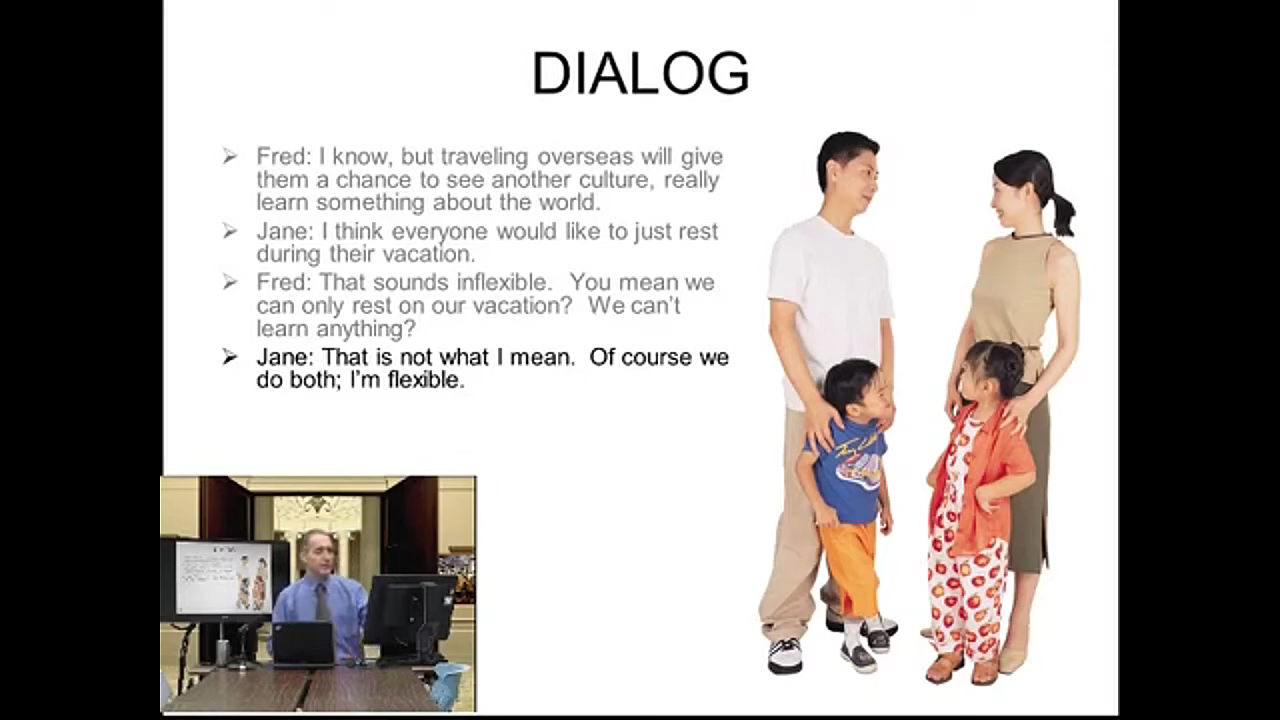 DIALOG
Fred: I know, but traveling overseas will give
them a chance to see another culture, really
learn something about the world.
Jane: I think everyone would like to just rest
during their vacation.
Fred: That sounds inflexible.  You mean we
can only rest on our vacation?  We can't
learn anything?
Jane: That is not what I mean.  Of course we
do both; I'm flexible.